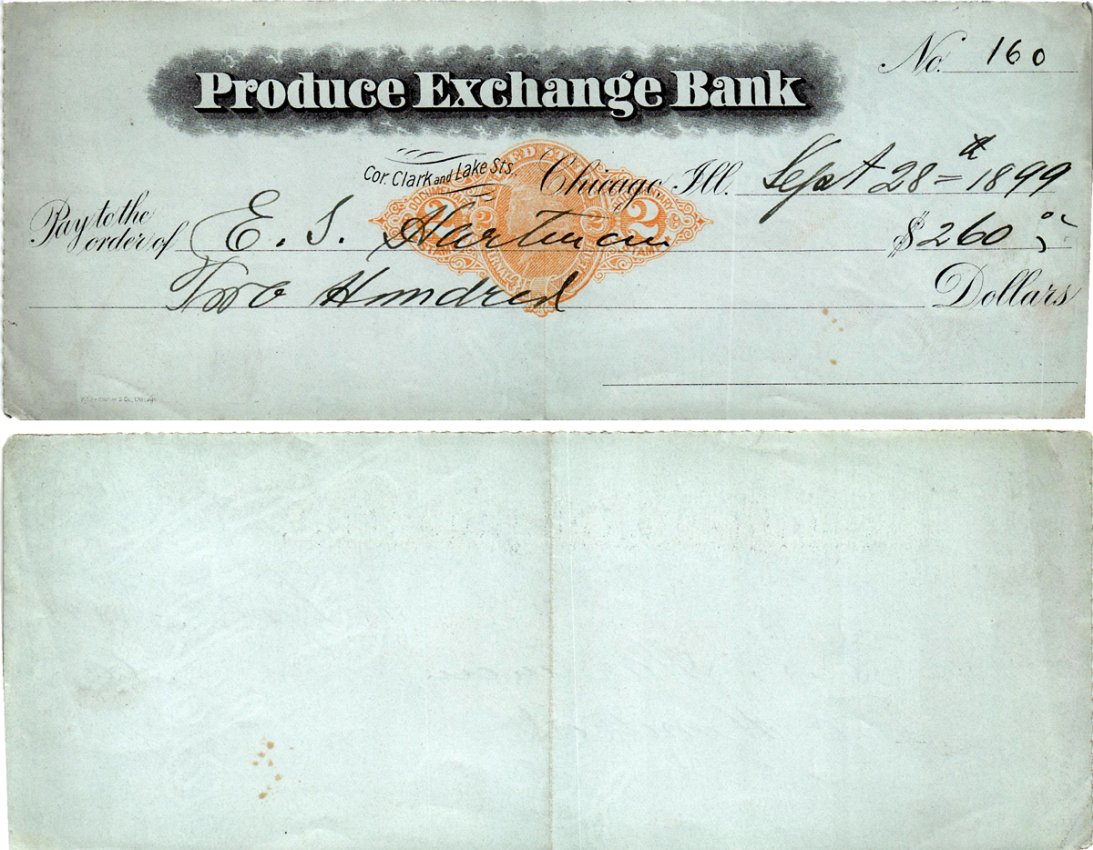 No. 160
Produce Exchange Bank
Cor. Clark and Lake Sts.
Chicago, Ill. Sept 28th 1899
Pay to the order of E. S. Hartman $260
Two Hundred Dollars